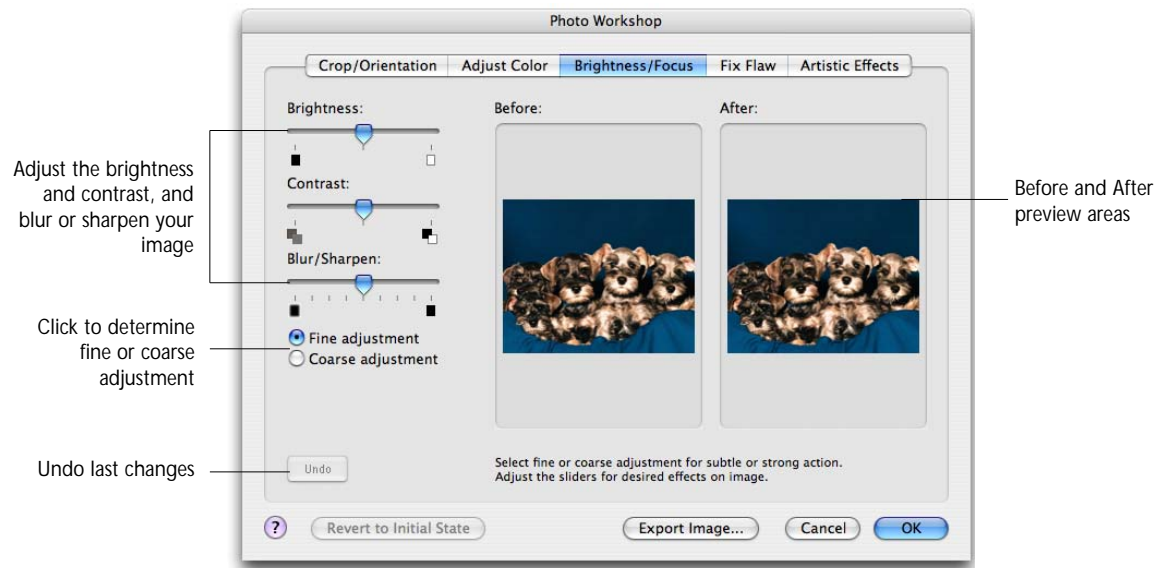 Photo Workshop
Crop/Orientation Adjust Color Brightness/Focus Fix Flaw Artistic Effects
Brightness:
Before:
After:
Contrast:
Blur/Sharpen:
Fine adjustment
Coarse adjustment
Undo
Select fine or coarse adjustment for subtle or strong action.
Adjust the sliders for desired effects on image.
? Revert to Initial State Export Image... Cancel OK
Adjust the brightness
and contrast, and
blur or sharpen your
image
Click to determine
fine or coarse
adjustment
Undo last changes
Before and After
preview areas